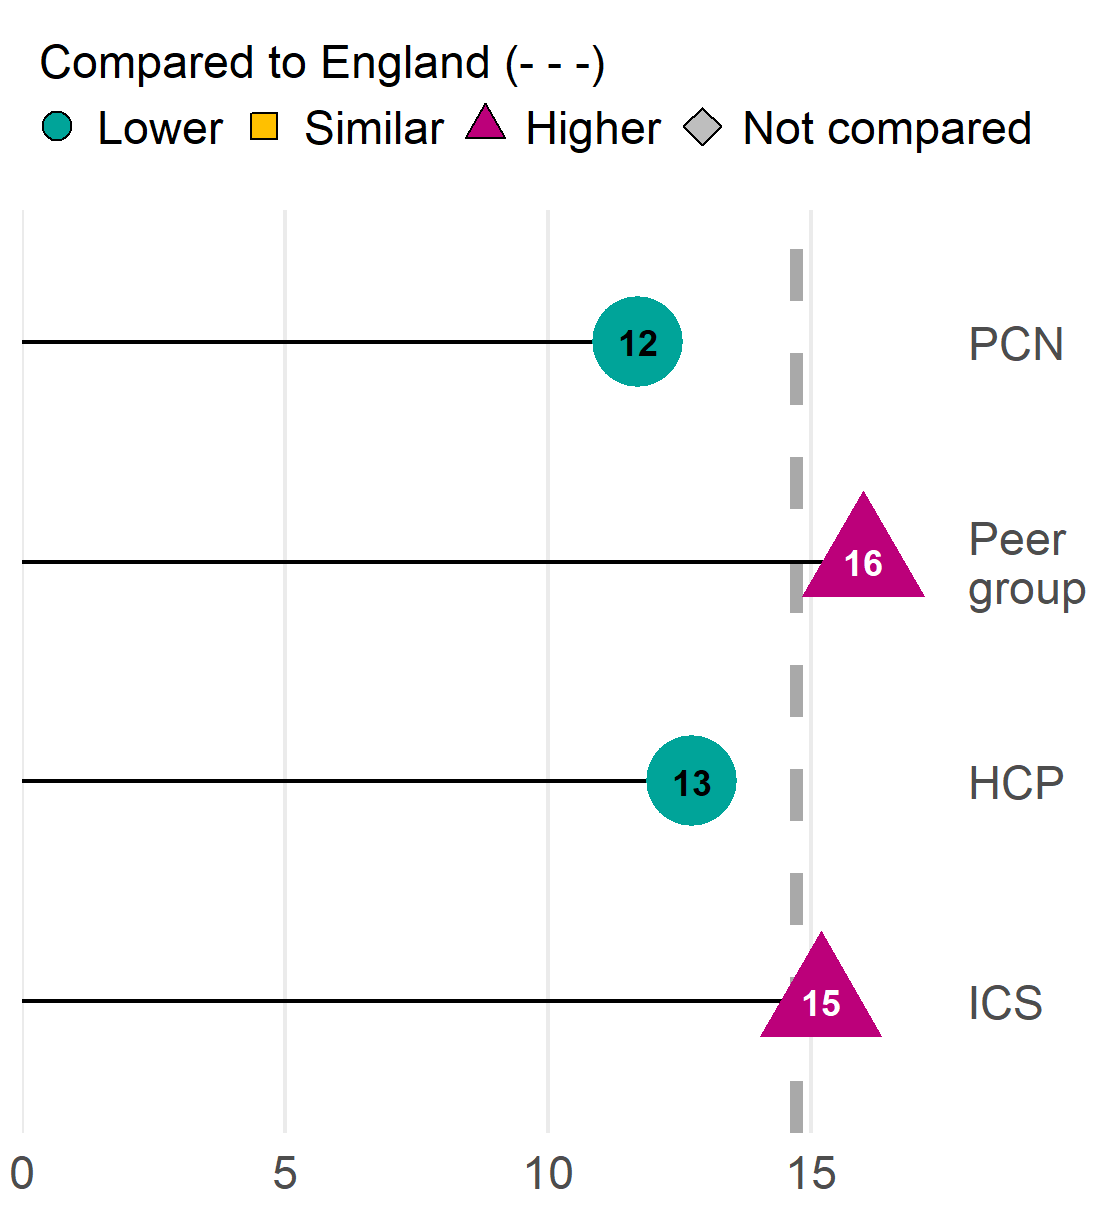 Compared to England (- - -)
Lower Similar Higher Not compared
12 PCN
16 Peer
group
13 HCP
15 ICS
0 5 10 15